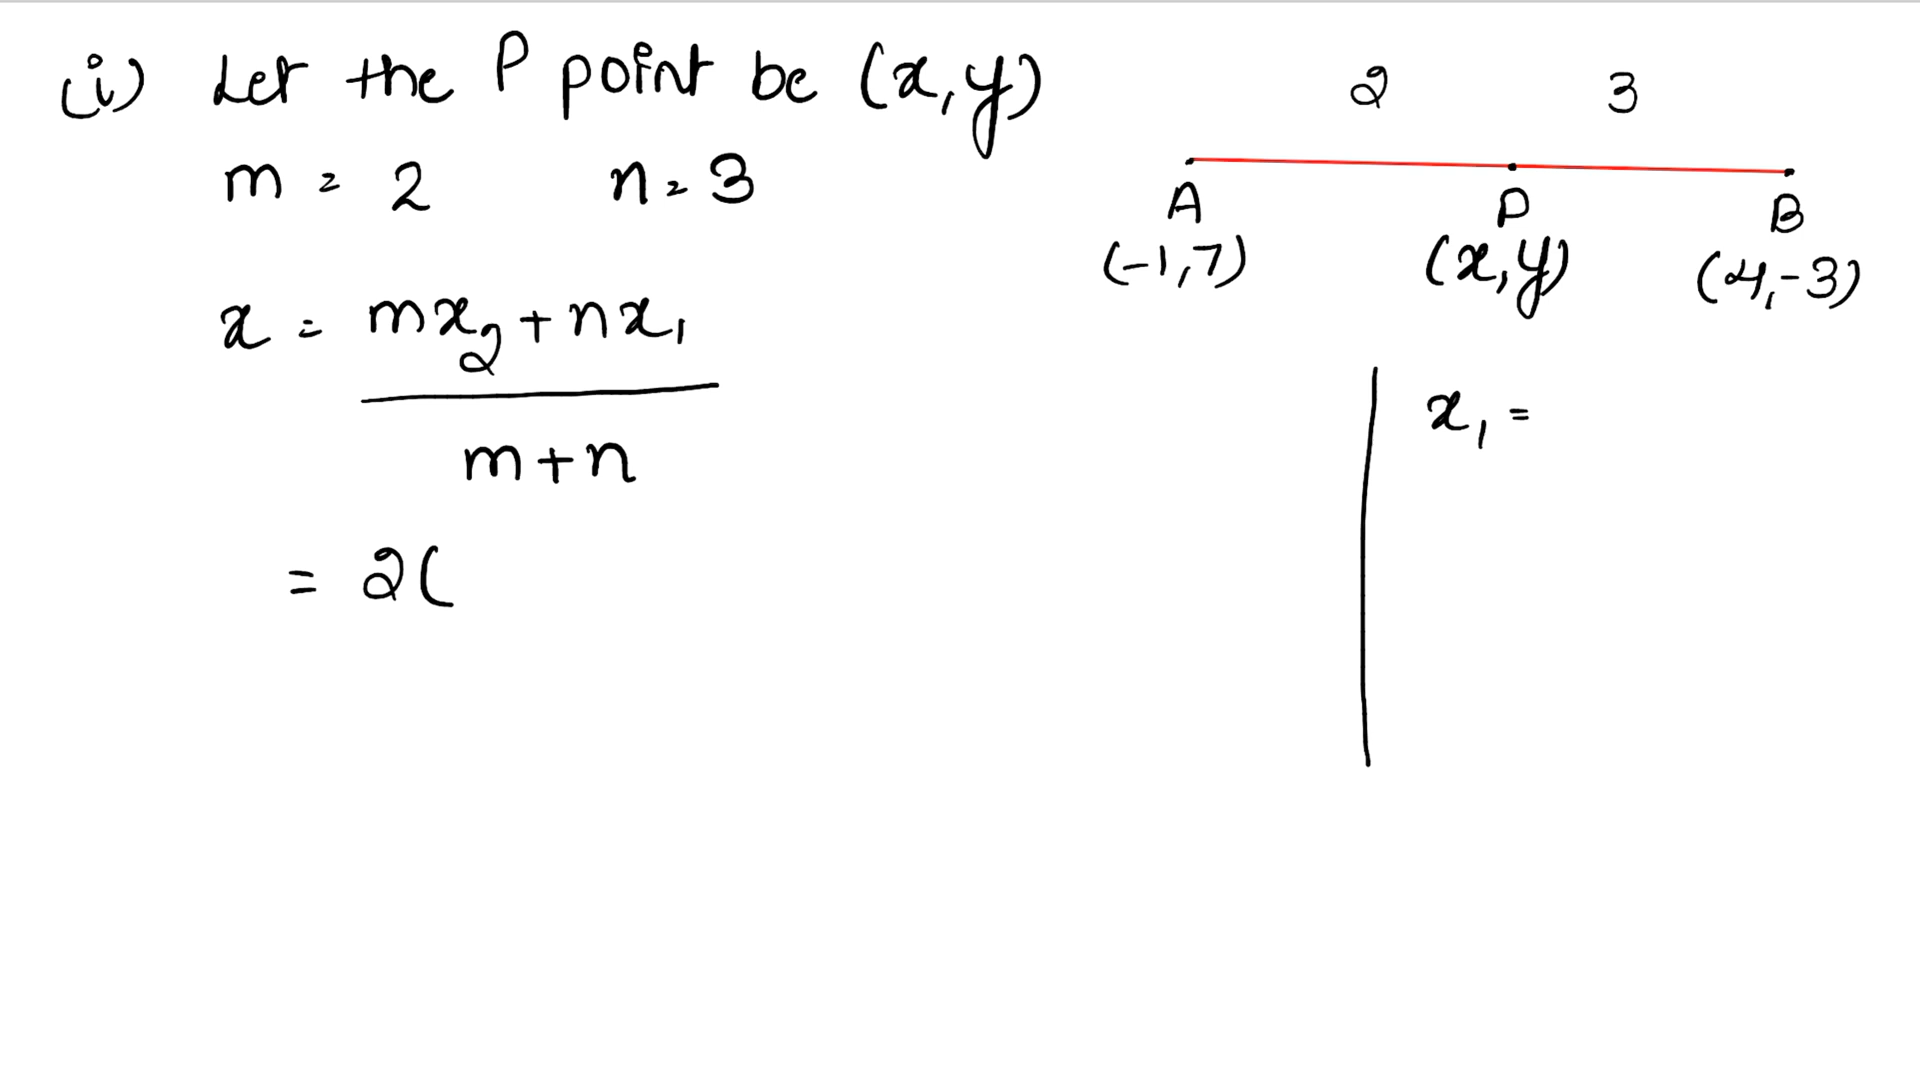 (i) Let the P point be (x,y)
m = 2 n = 3
x = mx₂+nx₁
m+n
= 2(
2 3
A P B
(-1,7) (x,y) (4,-3)
x₁ =